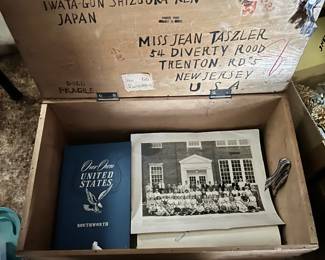 IWATA-GUN SHIZUOKA KEN
JAPAN
MISS JEAN TASZLER
54 DIVERTY ROOD
TRENTON RD'S
NEW JERSEY
U S A
FRAGILE
Our Own
UNITED
STATES
SOUTHWORTH